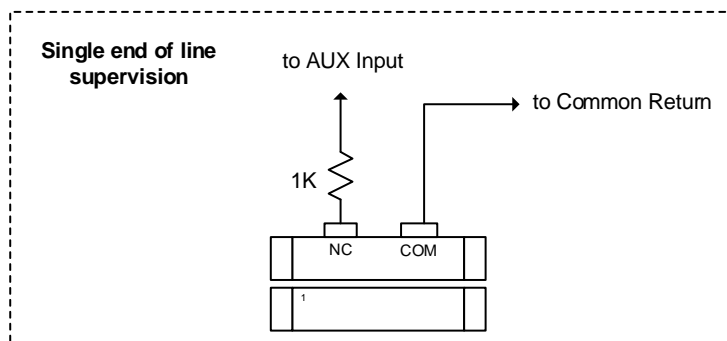 Single end of line
supervision
to AUX Input
to Common Return
1K
NC
COM
1